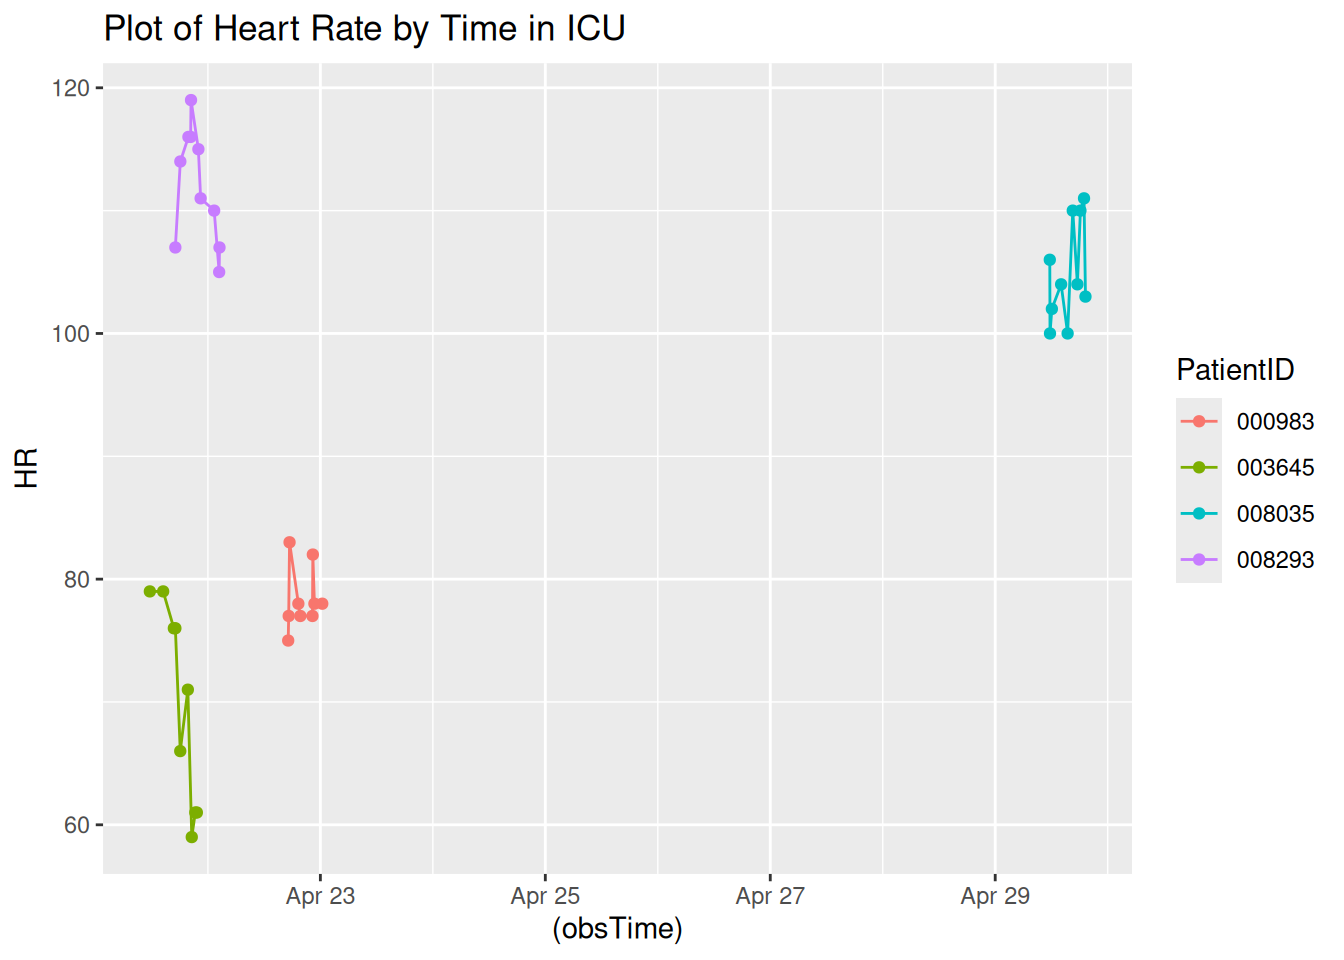 Plot of Heart Rate by Time in ICU
120
100
80
60
HR
Apr 23
Apr 25
Apr 27
Apr 29
(obsTime)
PatientID
000983
003645
008035
008293